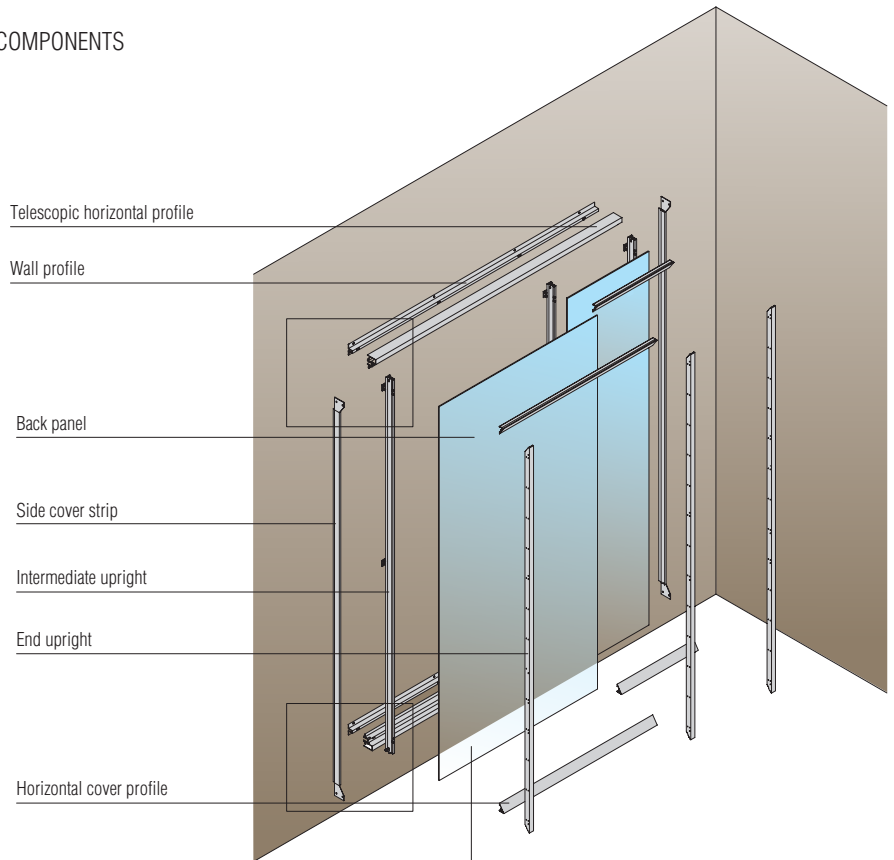 COMPONENTS
Telescopic horizontal profile
Wall profile
Back panel
Side cover strip
Intermediate upright
End upright
Horizontal cover profile